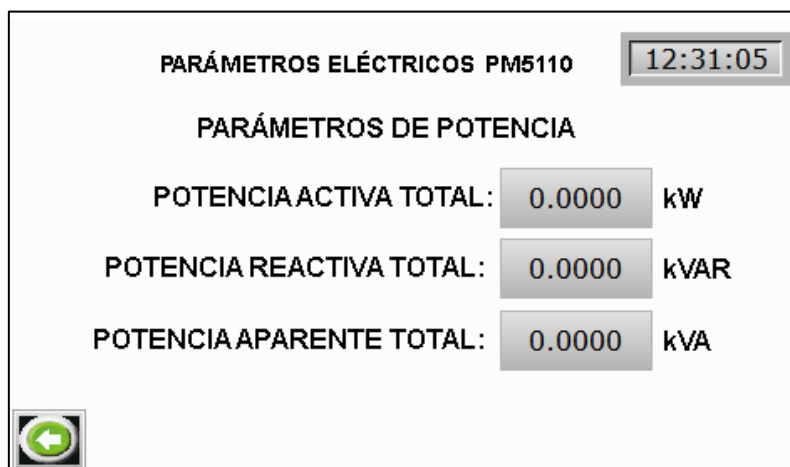 PARÁMETROS ELÉCTRICOS PM5110 12:31:05
PARÁMETROS DE POTENCIA
POTENCIA ACTIVA TOTAL: 0.0000 kW
POTENCIA REACTIVA TOTAL: 0.0000 kVAR
POTENCIA APARENTE TOTAL: 0.0000 kVA